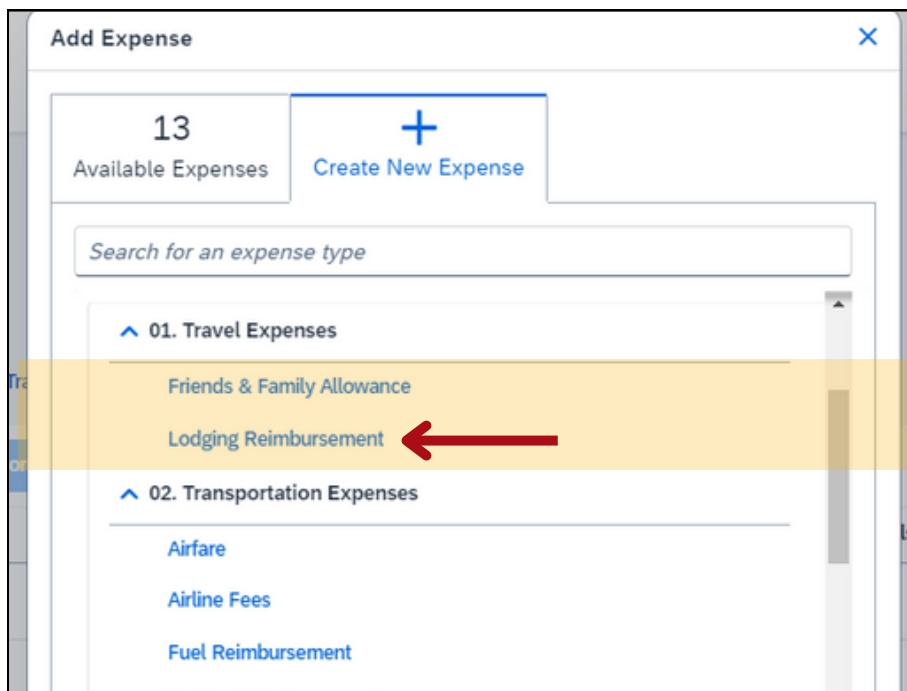 Add Expense
13
Available Expenses
Create New Expense
Search for an expense type
01. Travel Expenses
Friends & Family Allowance
Lodging Reimbursement
02. Transportation Expenses
Airfare
Airline Fees
Fuel Reimbursement